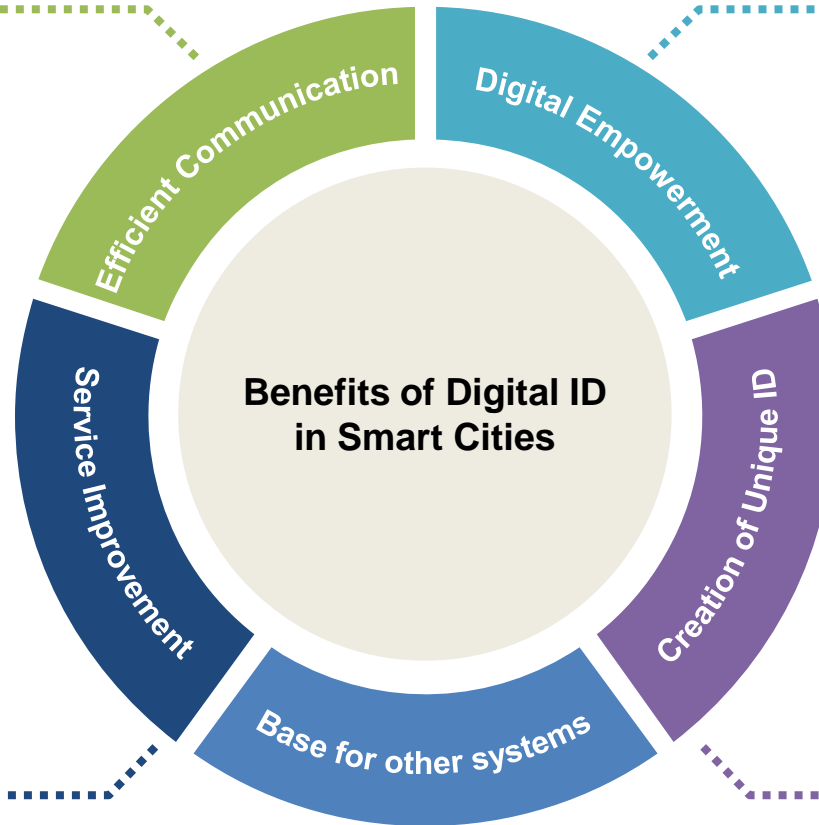 Efficient Communication
Digital Empowerment
Service Improvement
Benefits of Digital ID
in Smart Cities
Creation of Unique ID
Base for other systems